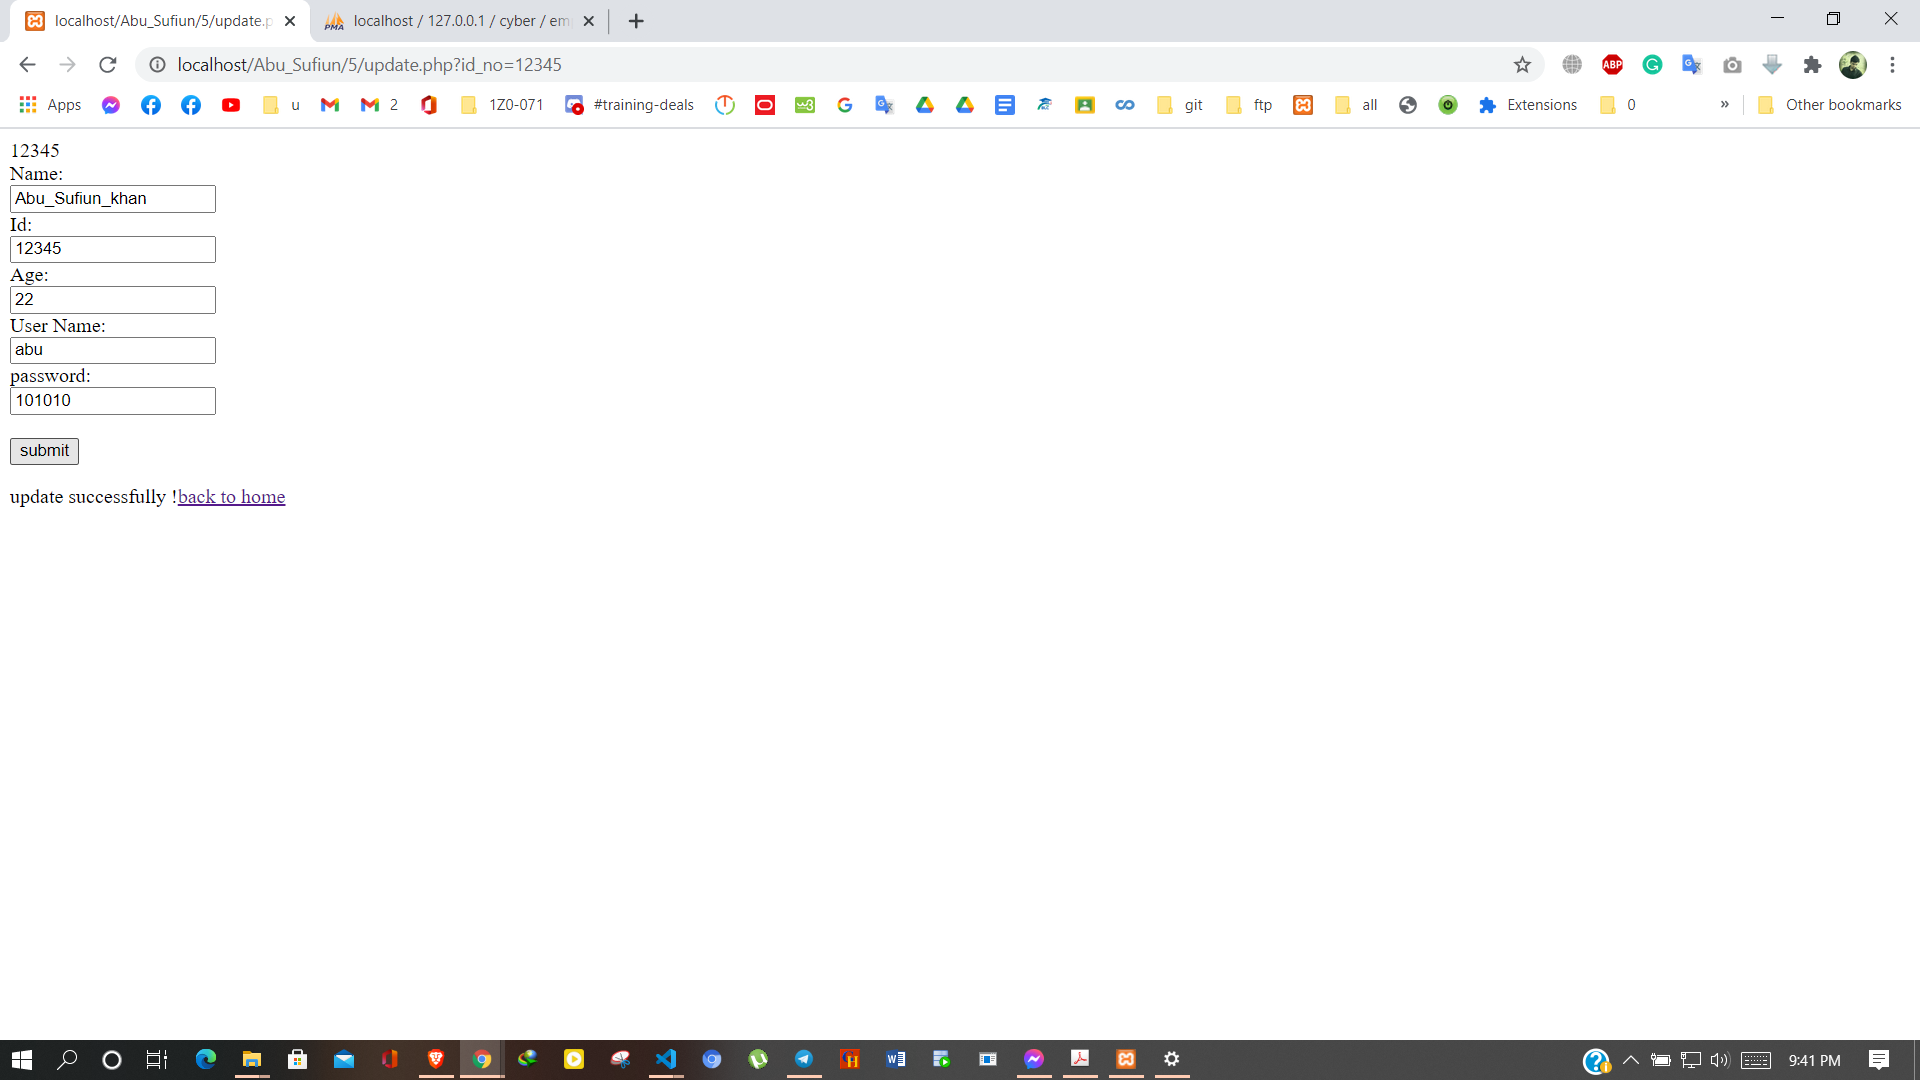 localhost/Abu_Sufiun/5/update.p
localhost / 127.0.0.1 / cyber / em
localhost/Abu_Sufiun/5/update.php?id_no=12345
ABP
Apps
u
2
1Z0-071
#training-deals
git
ftp
all
Extensions
0
»
Other bookmarks
12345
Name:
Abu_Sufiun_khan
Id:
12345
Age:
22
User Name:
abu
password:
101010
submit
update successfully !back to home
9:41 PM